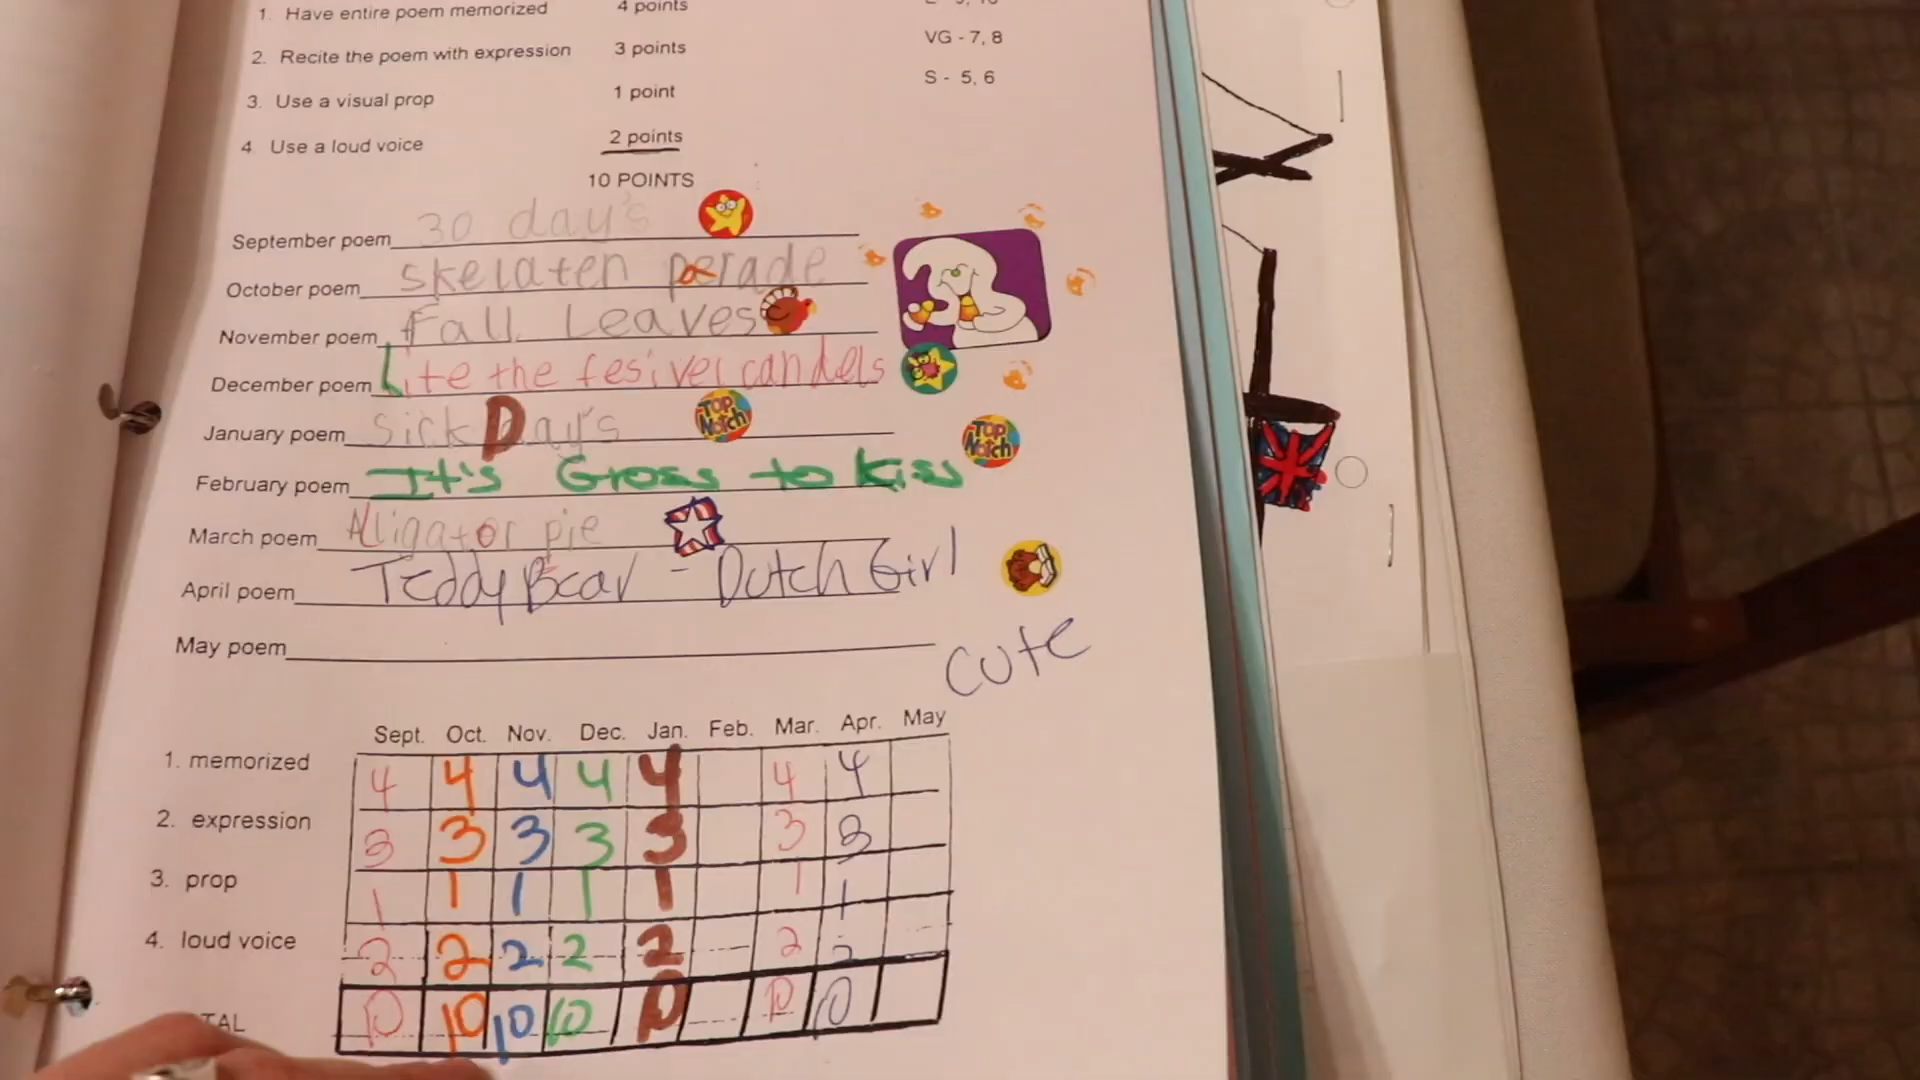 1. Have entire poem memorized 4 points
2. Recite the poem with expression 3 points VG - 7, 8
3. Use a visual prop 1 point S - 5, 6
4. Use a loud voice 2 points
10 POINTS
September poem 30 day's
October poem skelaten parade
November poem Fall Leaves
December poem Lite the fesivel candels
January poem Sick Day's TOP Notch
February poem It's Gross to Kiss TOP Notch
March poem Alligator pie
April poem Teddy Bear - Dutch Girl
May poem
cute
Sept. Oct. Nov. Dec. Jan. Feb. Mar. Apr. May
1. memorized 4 4 4 4 4 4 4
2. expression 3 3 3 3 3 3 3
3. prop 1 1 1 1 1 1 1
4. loud voice 2 2 2 2 2 2 2
TAL 10 10 10 10 10 10 10